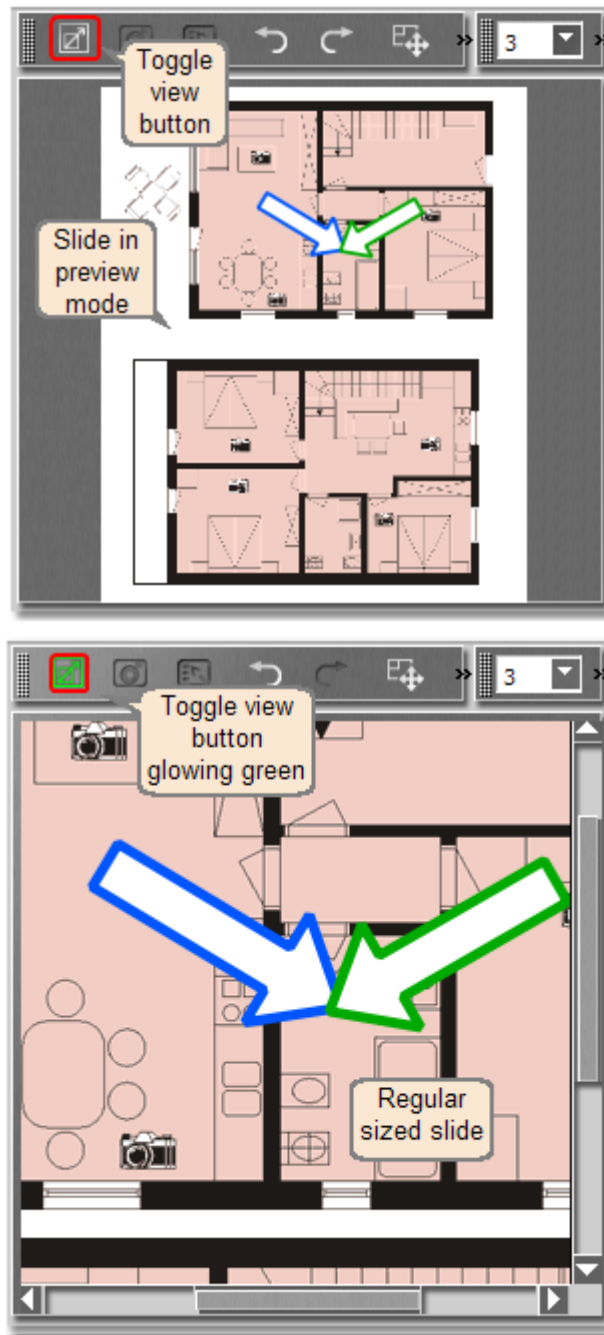 3
Toggle
view
button
Slide in
preview
mode
3
Toggle view
button
glowing green
Regular
sized slide